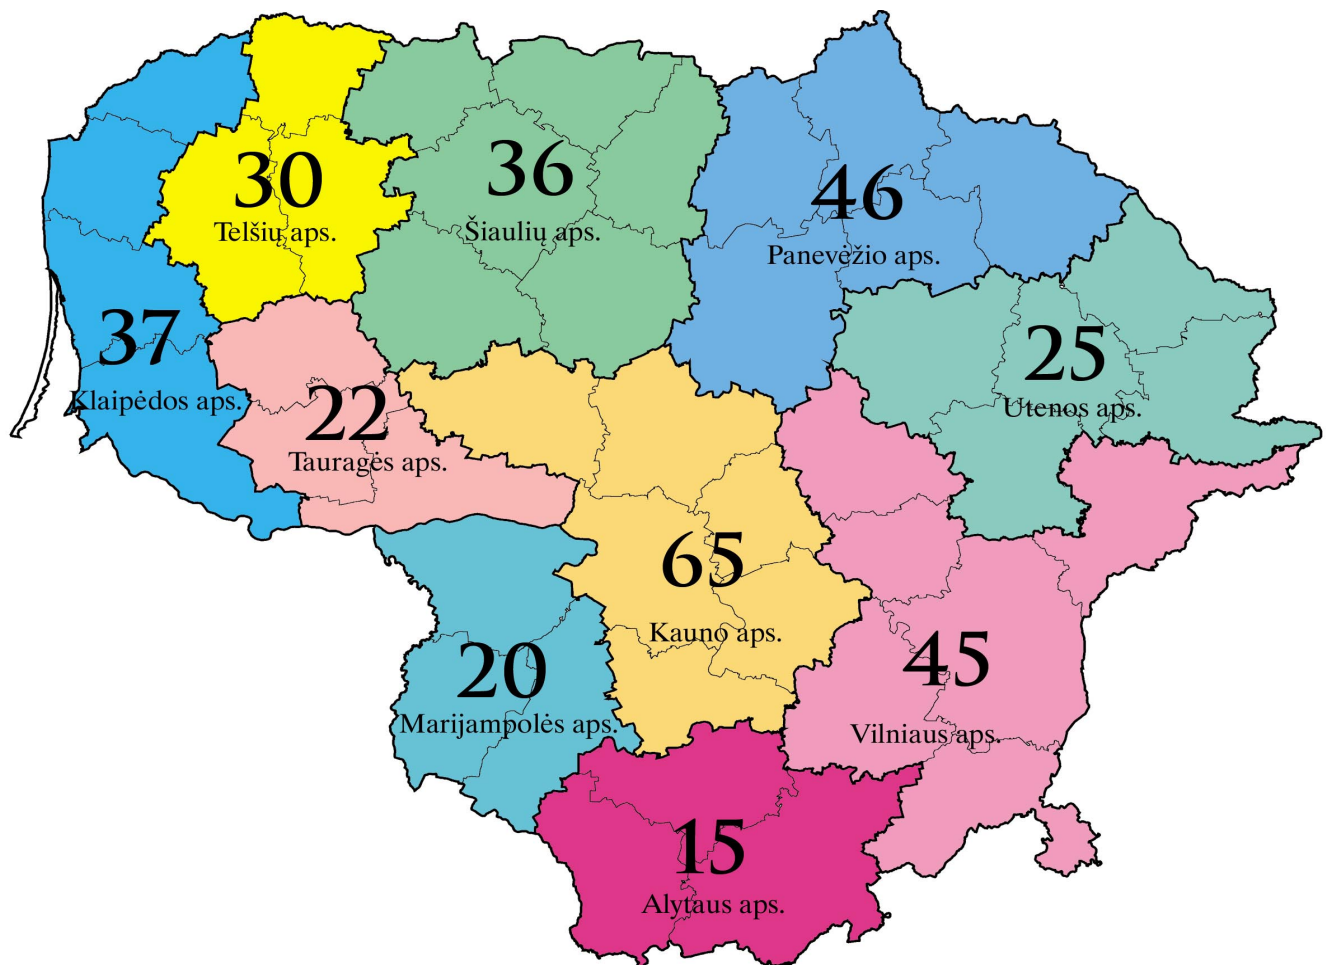 30
Telšių aps.
36
Šiaulių aps.
46
Panevėžio aps.
37
Klaipėdos aps.
22
Tauragės aps.
25
Utenos aps.
65
Kauno aps.
20
Marijampolės aps.
45
Vilniaus aps.
15
Alytaus aps.